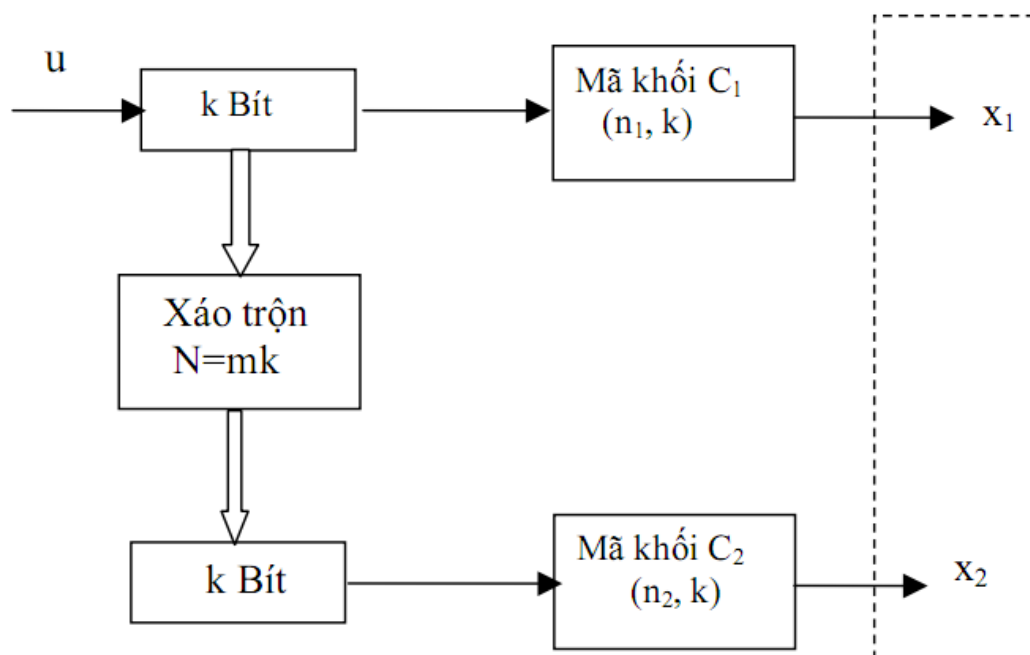 u
k Bít
Mã khối C₁
(n₁, k)
x₁
Xáo trộn
N=mk
k Bít
Mã khối C₂
(n₂, k)
x₂